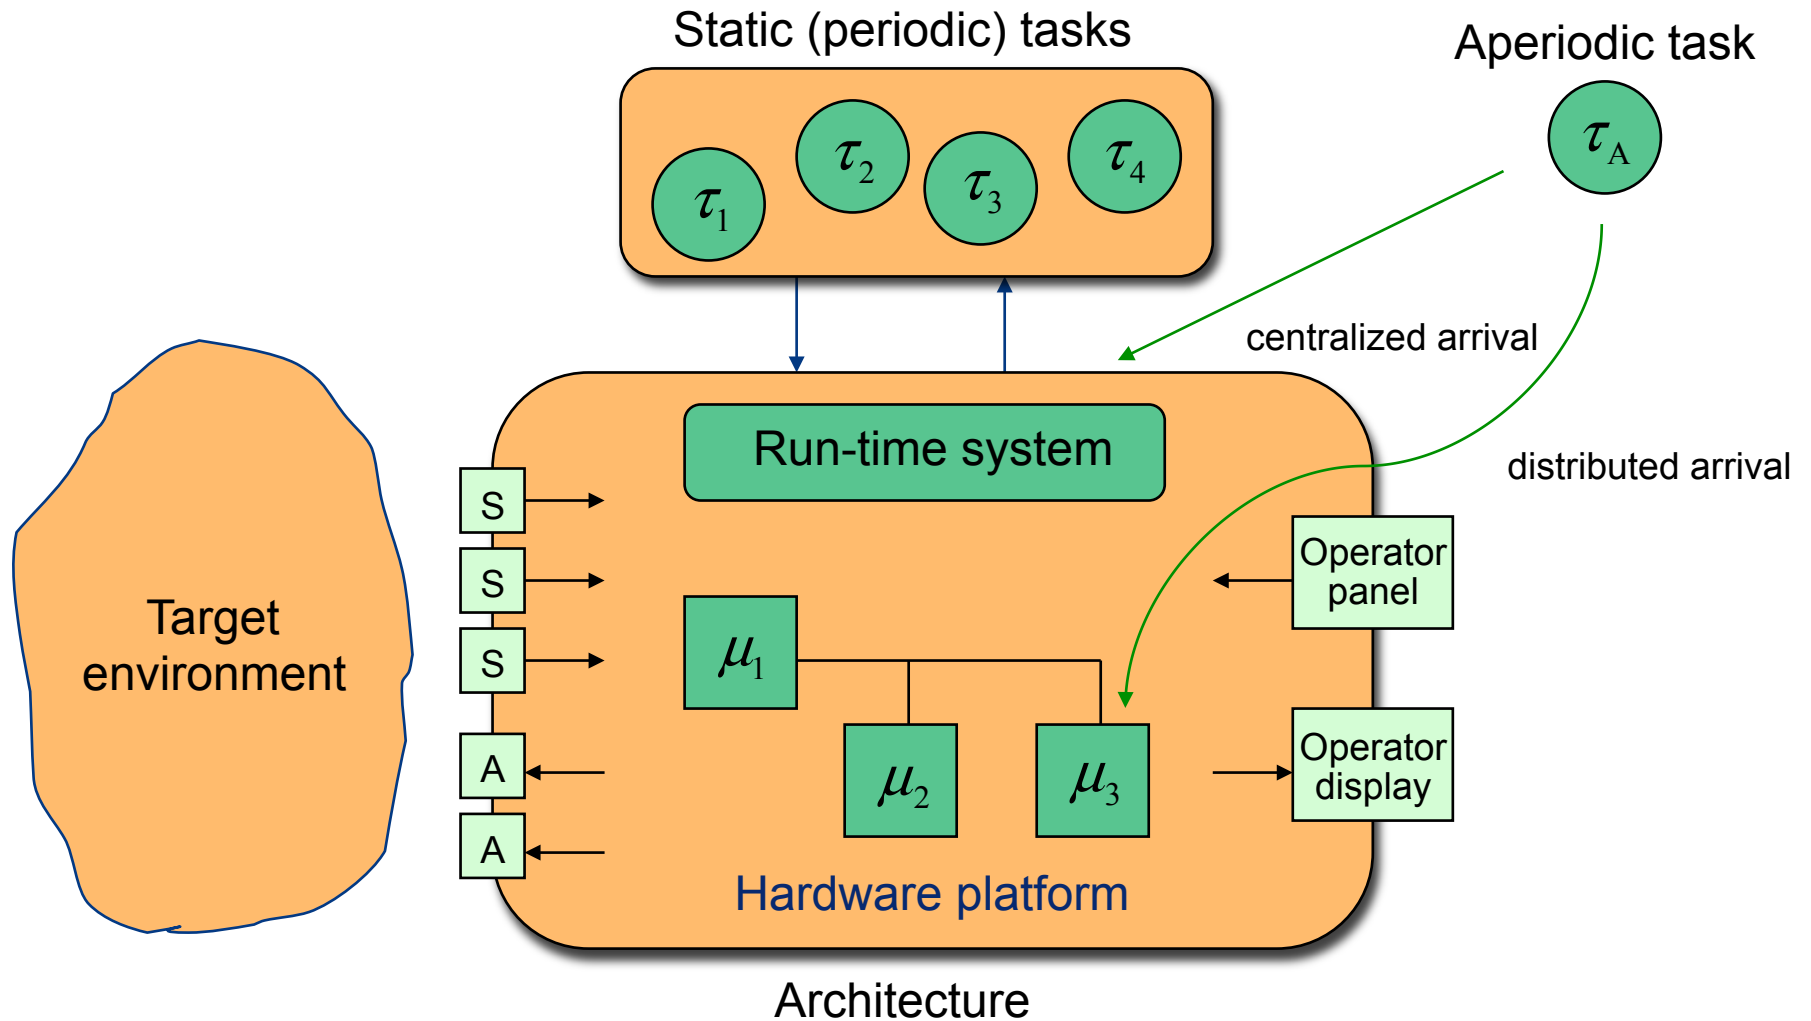 Static (periodic) tasks
Aperiodic task
τ1
τ2
τ3
τ4
τA
centralized arrival
distributed arrival
Run-time system
S
S
S
A
A
Target
environment
μ1
μ2
μ3
Operator
panel
Operator
display
Hardware platform
Architecture